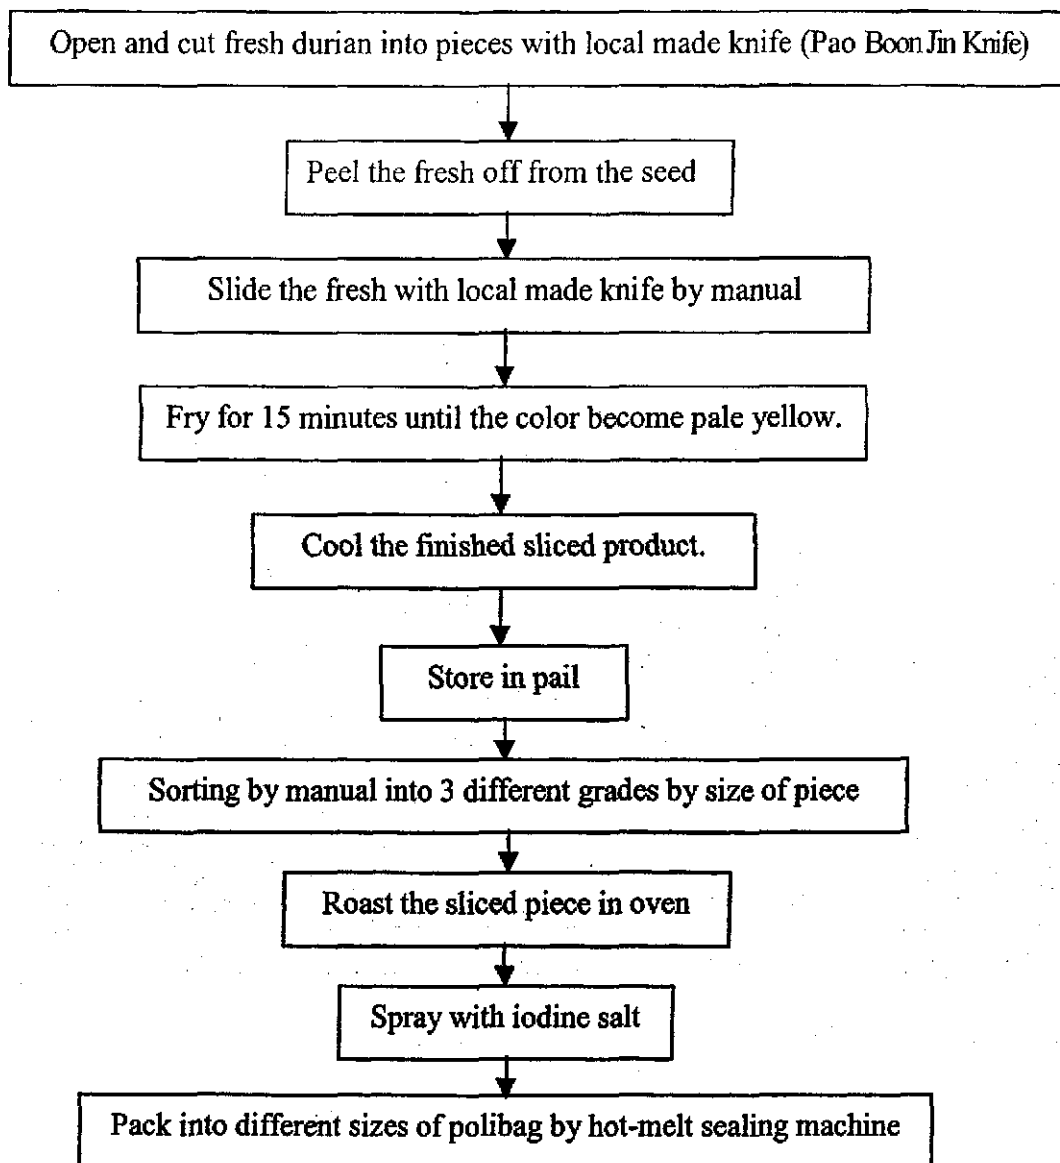 Open and cut fresh durian into pieces with local made knife (Pao Boon Jin Knife)
Peel the fresh off from the seed
Slide the fresh with local made knife by manual
Fry for 15 minutes until the color become pale yellow.
Cool the finished sliced product.
Store in pail
Sorting by manual into 3 different grades by size of piece
Roast the sliced piece in oven
Spray with iodine salt
Pack into different sizes of polibag by hot-melt sealing machine